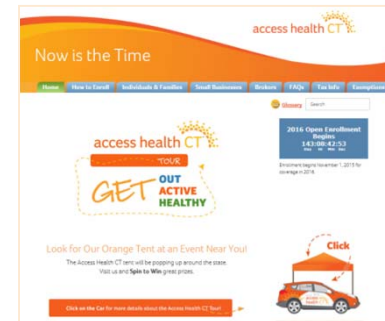 access health CT
Now is the Time
Home How to Enroll Individuals & Families Small Businesses Brokers FAQs Tax Info Exemptions
Glossary Search
2016 Open Enrollment
Begins
143:08:42:53
Day Hr Min Sec
Enrollment begins November 1, 2015 for
coverage in 2016
access health CT
TOUR
GET OUT
ACTIVE
HEALTHY
Look for Our Orange Tent at an Event Near You!
The Access Health CT tent will be popping up around the state.
Visit us and Spin to Win great prizes.
Click
Click on the Car for more details about the Access Health CT Tour!